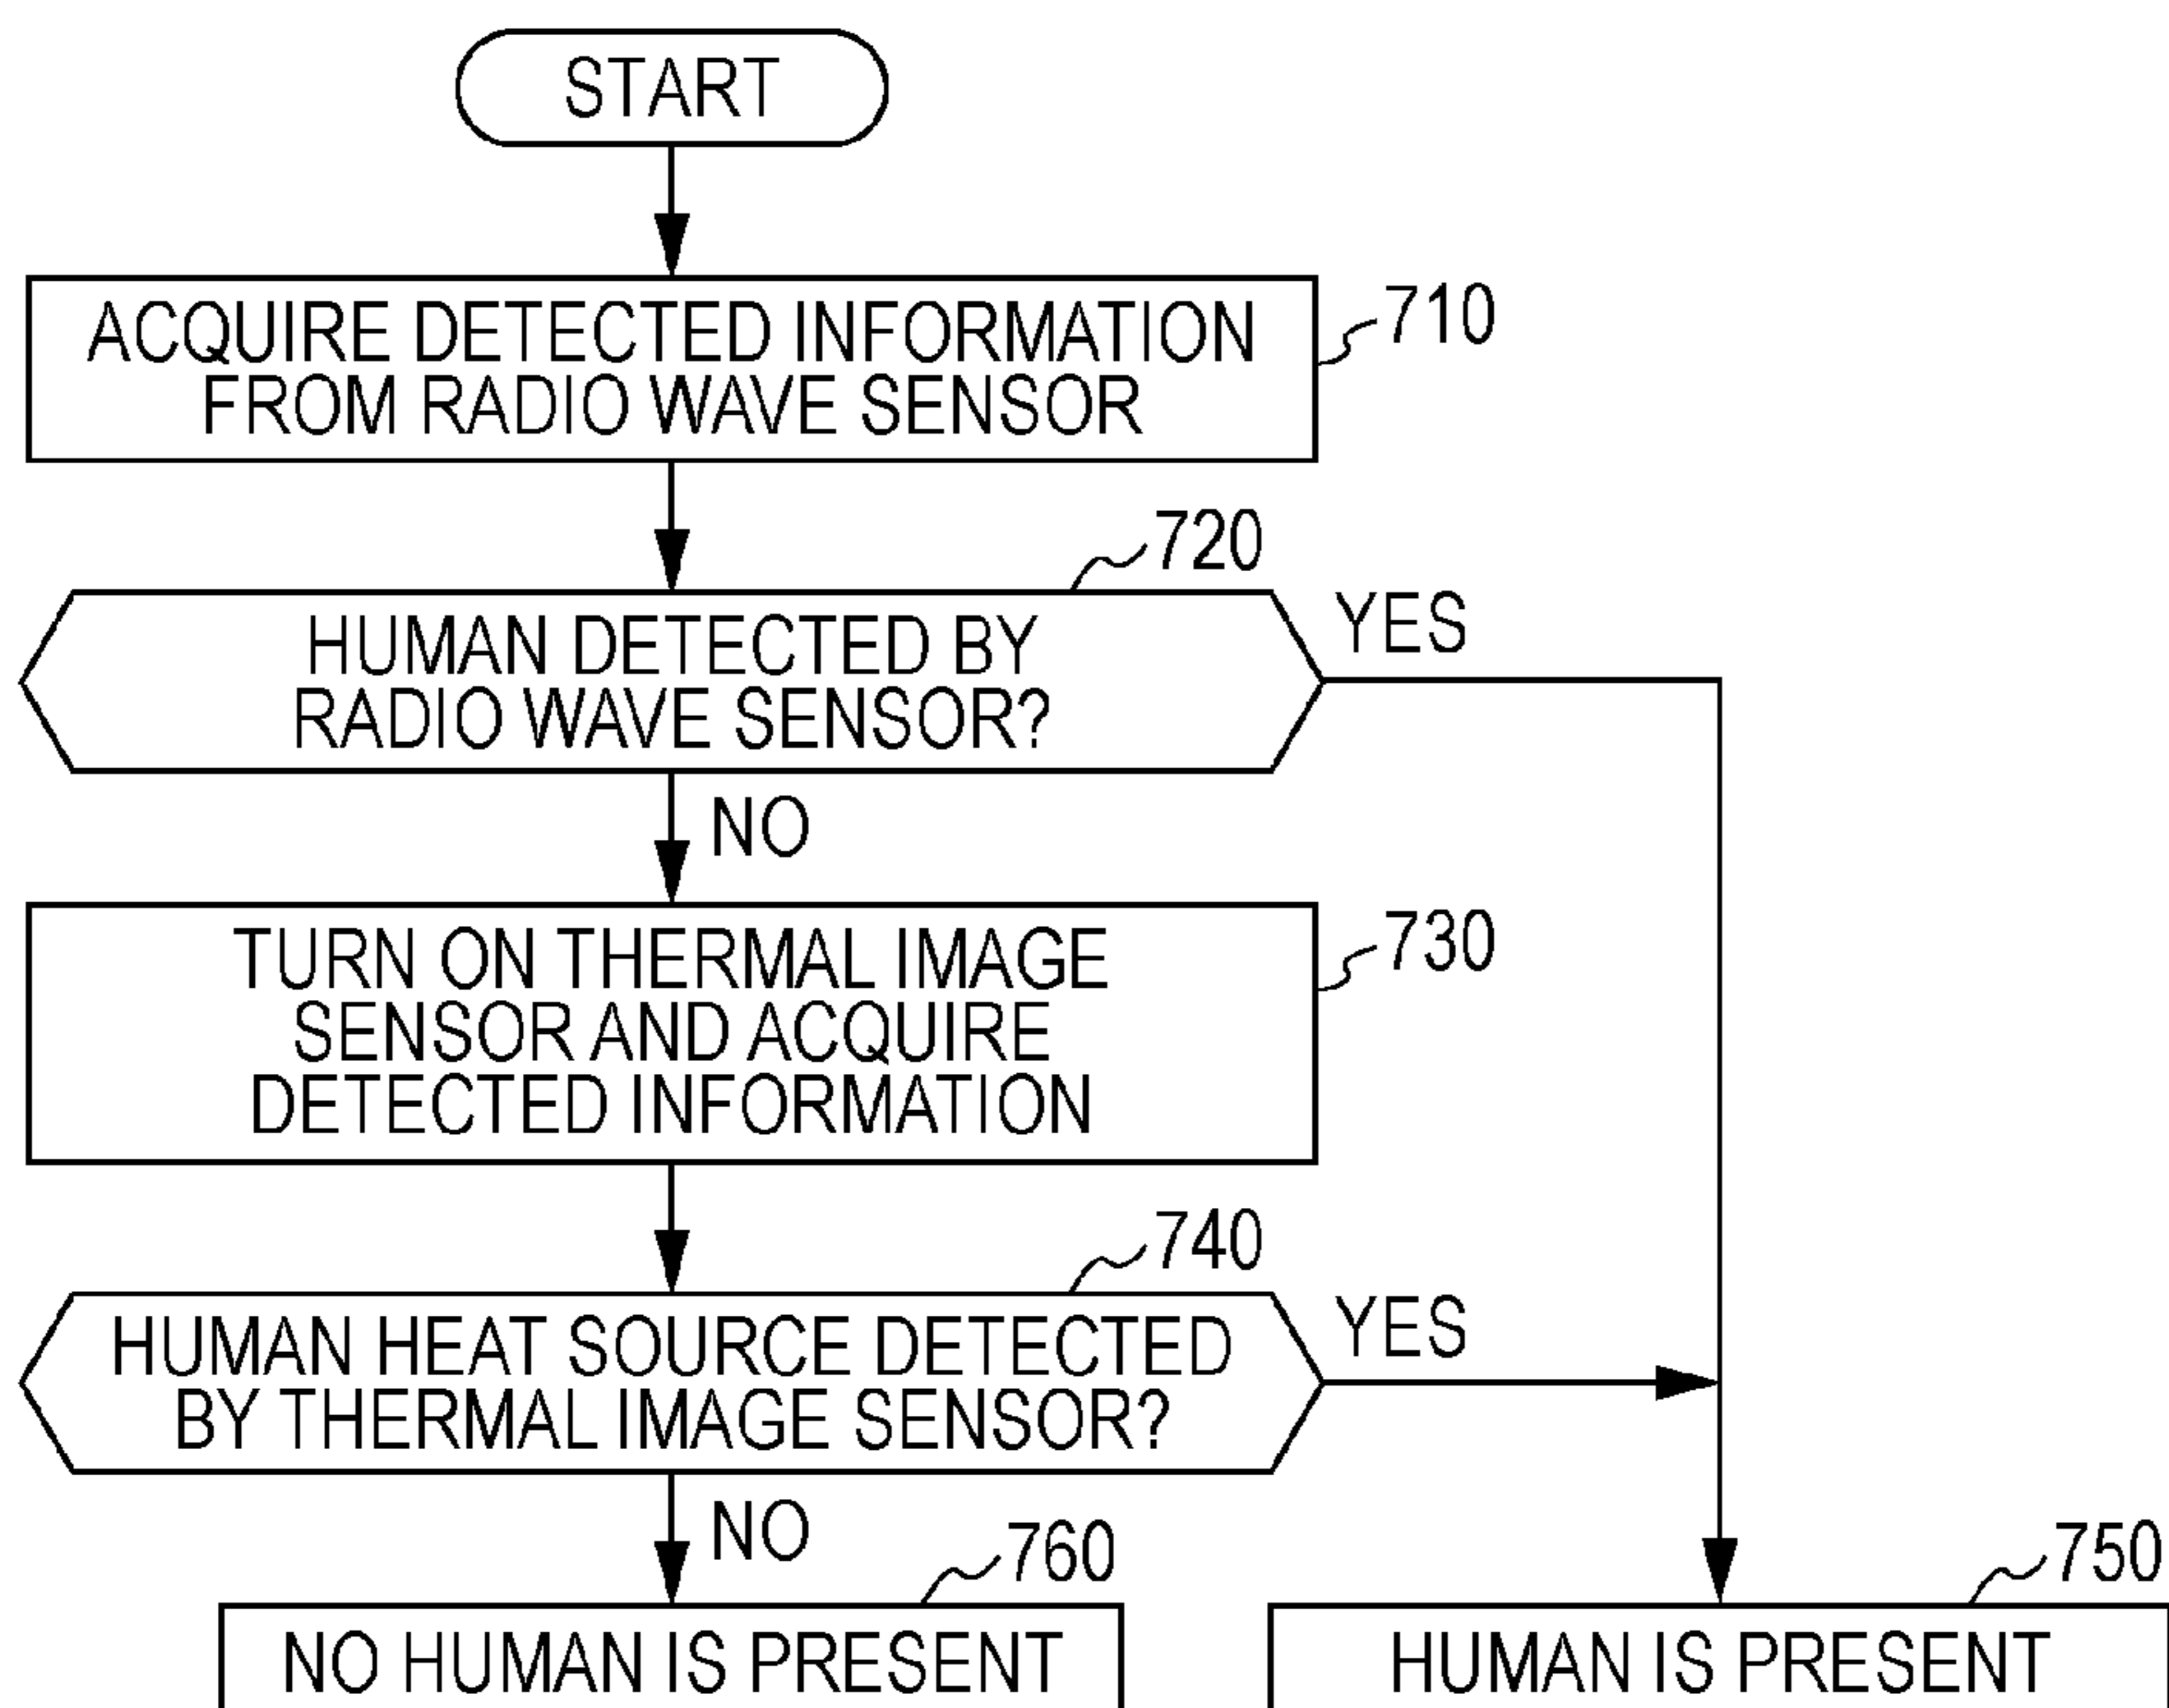 START
ACQUIRE DETECTED INFORMATION
FROM RADIO WAVE SENSOR
710
720
HUMAN DETECTED BY
RADIO WAVE SENSOR?
YES
NO
TURN ON THERMAL IMAGE
SENSOR AND ACQUIRE
DETECTED INFORMATION
730
740
HUMAN HEAT SOURCE DETECTED
BY THERMAL IMAGE SENSOR?
YES
NO
760
NO HUMAN IS PRESENT
750
HUMAN IS PRESENT